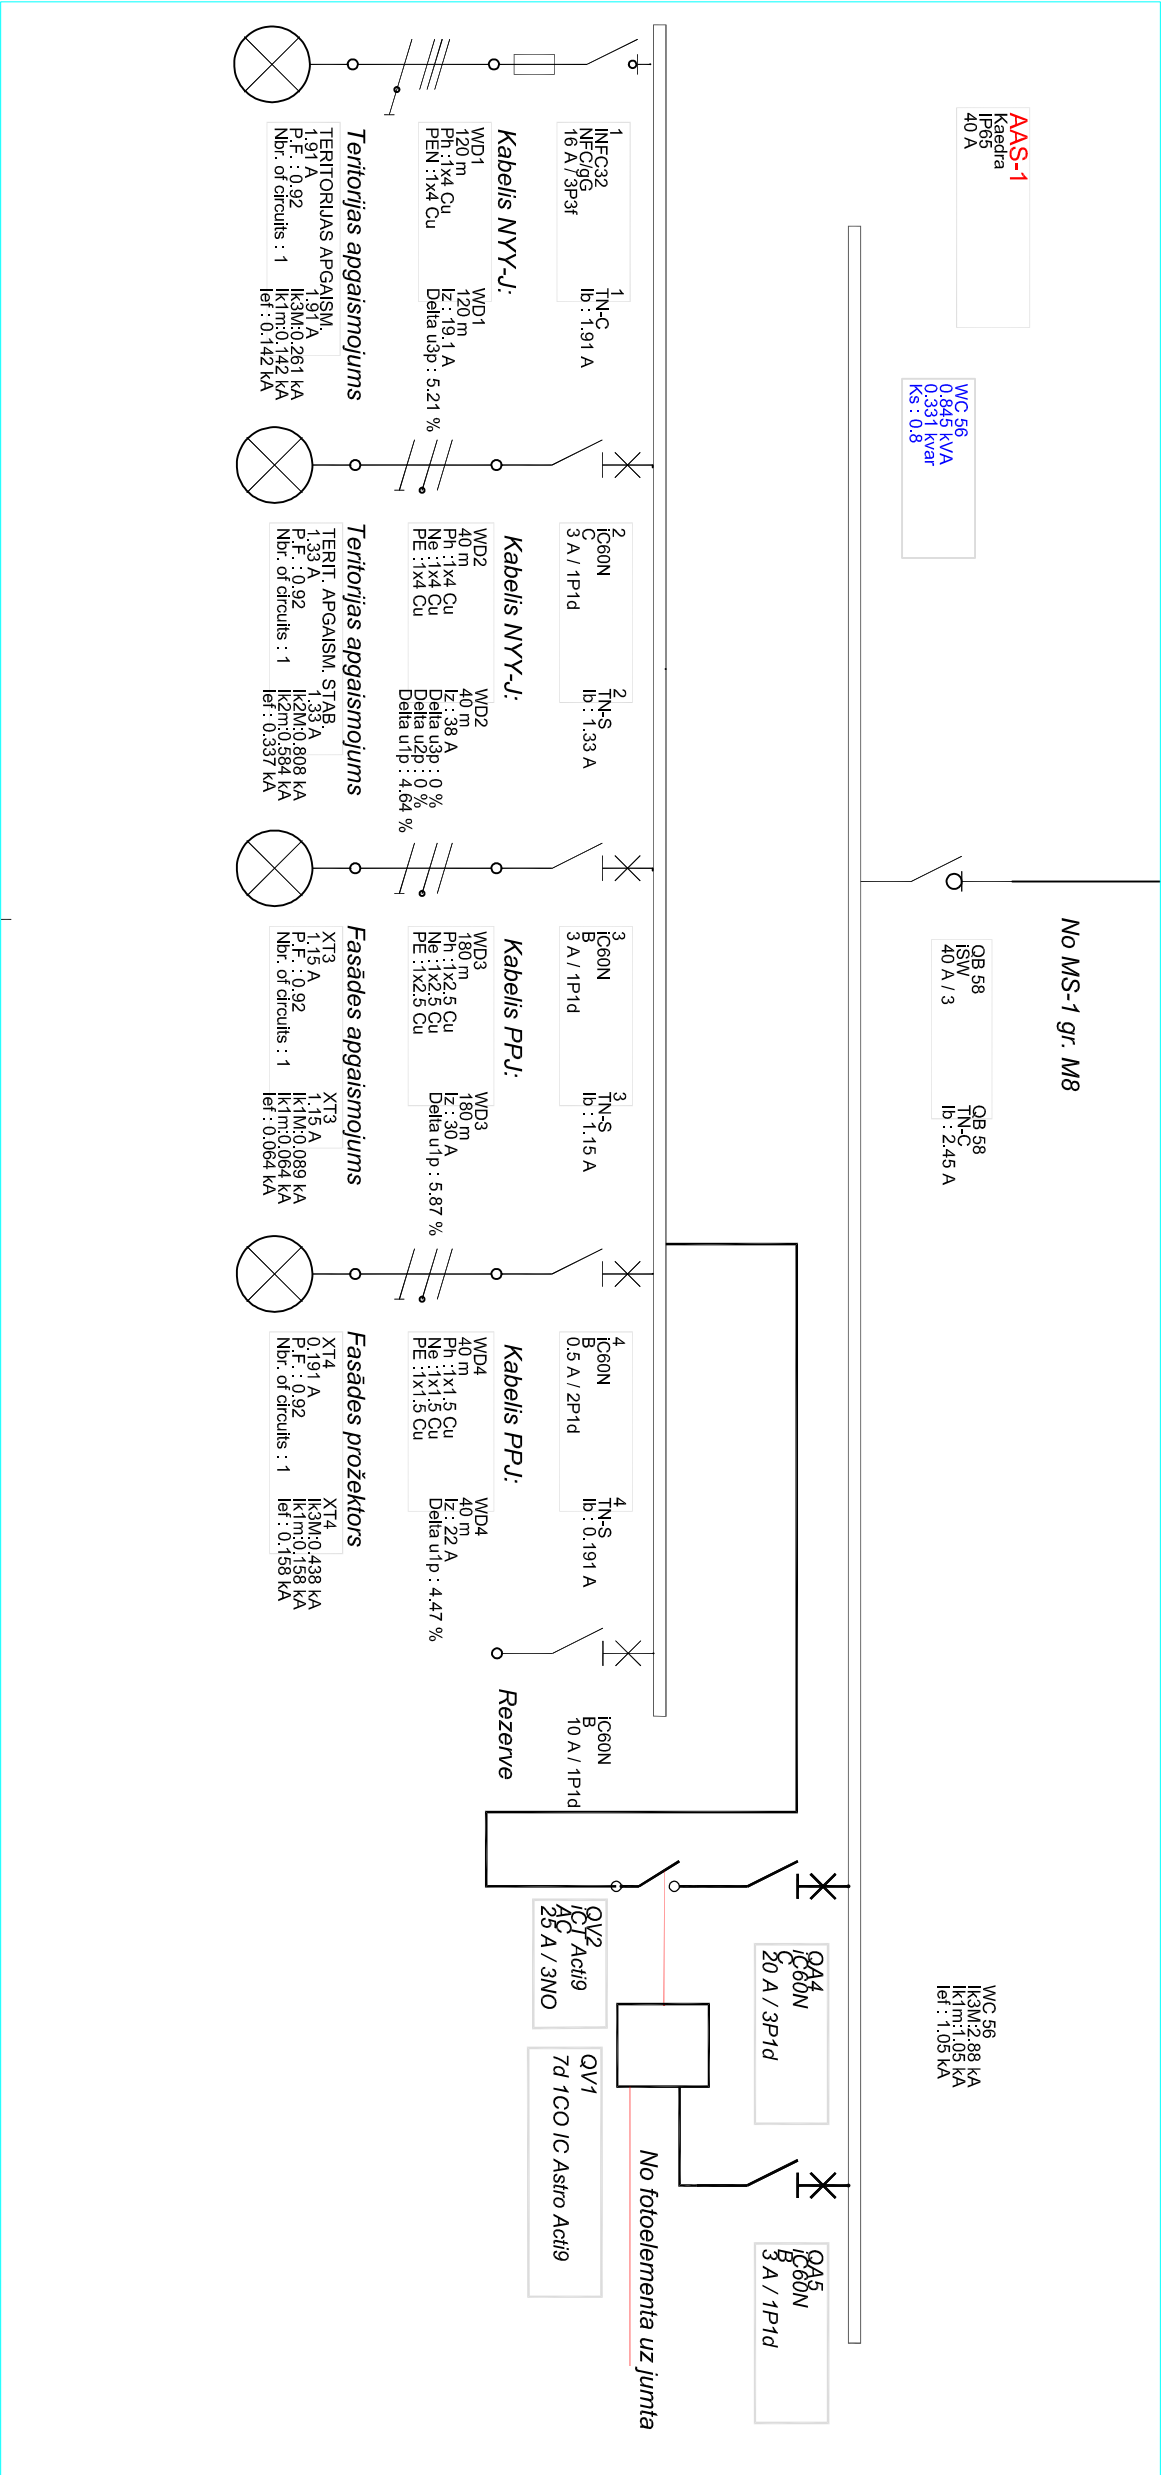 AAS-1
Kaedra
IP65
40 A
WC 56
0.845 kVA
0.331 kvar
Ks : 0.8
No MS-1 gr. M8
QB 58
iSW
40 A / 3
QB 58
TN-C
Ib : 2.45 A
WC 56
Ik3M:2.88 kA
Ik1m:1.05 kA
Ief : 1.05 kA
1
INFC32
NFC/gG
16 A / 3P3f
1
TN-C
Ib : 1.91 A
Kabelis NYY-J:
WD1
120 m
Ph :1x4 Cu
PEN :1x4 Cu
WD1
120 m
Iz : 19.1 A
Delta u3p : 5.21 %
Teritorijas apgaismojums
TERITORIJAS APGAISM.
1.91 A
P.F. : 0.92
Nbr. of circuits : 1
1.91 A
Ik3M:0.261 kA
Ik1m:0.142 kA
Ief : 0.142 kA
2
iC60N
C
3 A / 1P1d
2
TN-S
Ib : 1.33 A
Kabelis NYY-J:
WD2
40 m
Ph :1x4 Cu
Ne :1x4 Cu
PE :1x4 Cu
WD2
40 m
Iz : 38 A
Delta u3p : 0 %
Delta u2p : 0 %
Delta u1p : 4.64 %
Teritorijas apgaismojums
TERIT. APGAISM. STAB.
1.33 A
P.F. : 0.92
Nbr. of circuits : 1
1.33 A
Ik2M:0.808 kA
Ik2m:0.584 kA
Ief : 0.337 kA
3
iC60N
B
3 A / 1P1d
3
TN-S
Ib : 1.15 A
Kabelis PPJ:
WD3
180 m
Ph :1x2.5 Cu
Ne :1x2.5 Cu
PE :1x2.5 Cu
WD3
180 m
Iz : 30 A
Delta u1p : 5.87 %
Fasādes apgaismojums
XT3
1.15 A
P.F. : 0.92
Nbr. of circuits : 1
XT3
1.15 A
Ik1M:0.089 kA
Ik1m:0.064 kA
Ief : 0.064 kA
4
iC60N
B
0.5 A / 2P1d
4
TN-S
Ib : 0.191 A
Kabelis PPJ:
WD4
40 m
Ph :1x1.5 Cu
Ne :1x1.5 Cu
PE :1x1.5 Cu
WD4
40 m
Iz : 22 A
Delta u1p : 4.47 %
Fasādes prožektors
XT4
0.191 A
P.F. : 0.92
Nbr. of circuits : 1
XT4
Ik3M:0.438 kA
Ik1m:0.158 kA
Ief : 0.158 kA
iC60N
B
10 A / 1P1d
Rezerve
QA4
iC60N
C
20 A / 3P1d
QV2
iCT Acti9
AC
25 A / 3NO
QV1
7d 1CO IC Astro Acti9
No fotoelementa uz jumta
QA5
iC60N
B
3 A / 1P1d